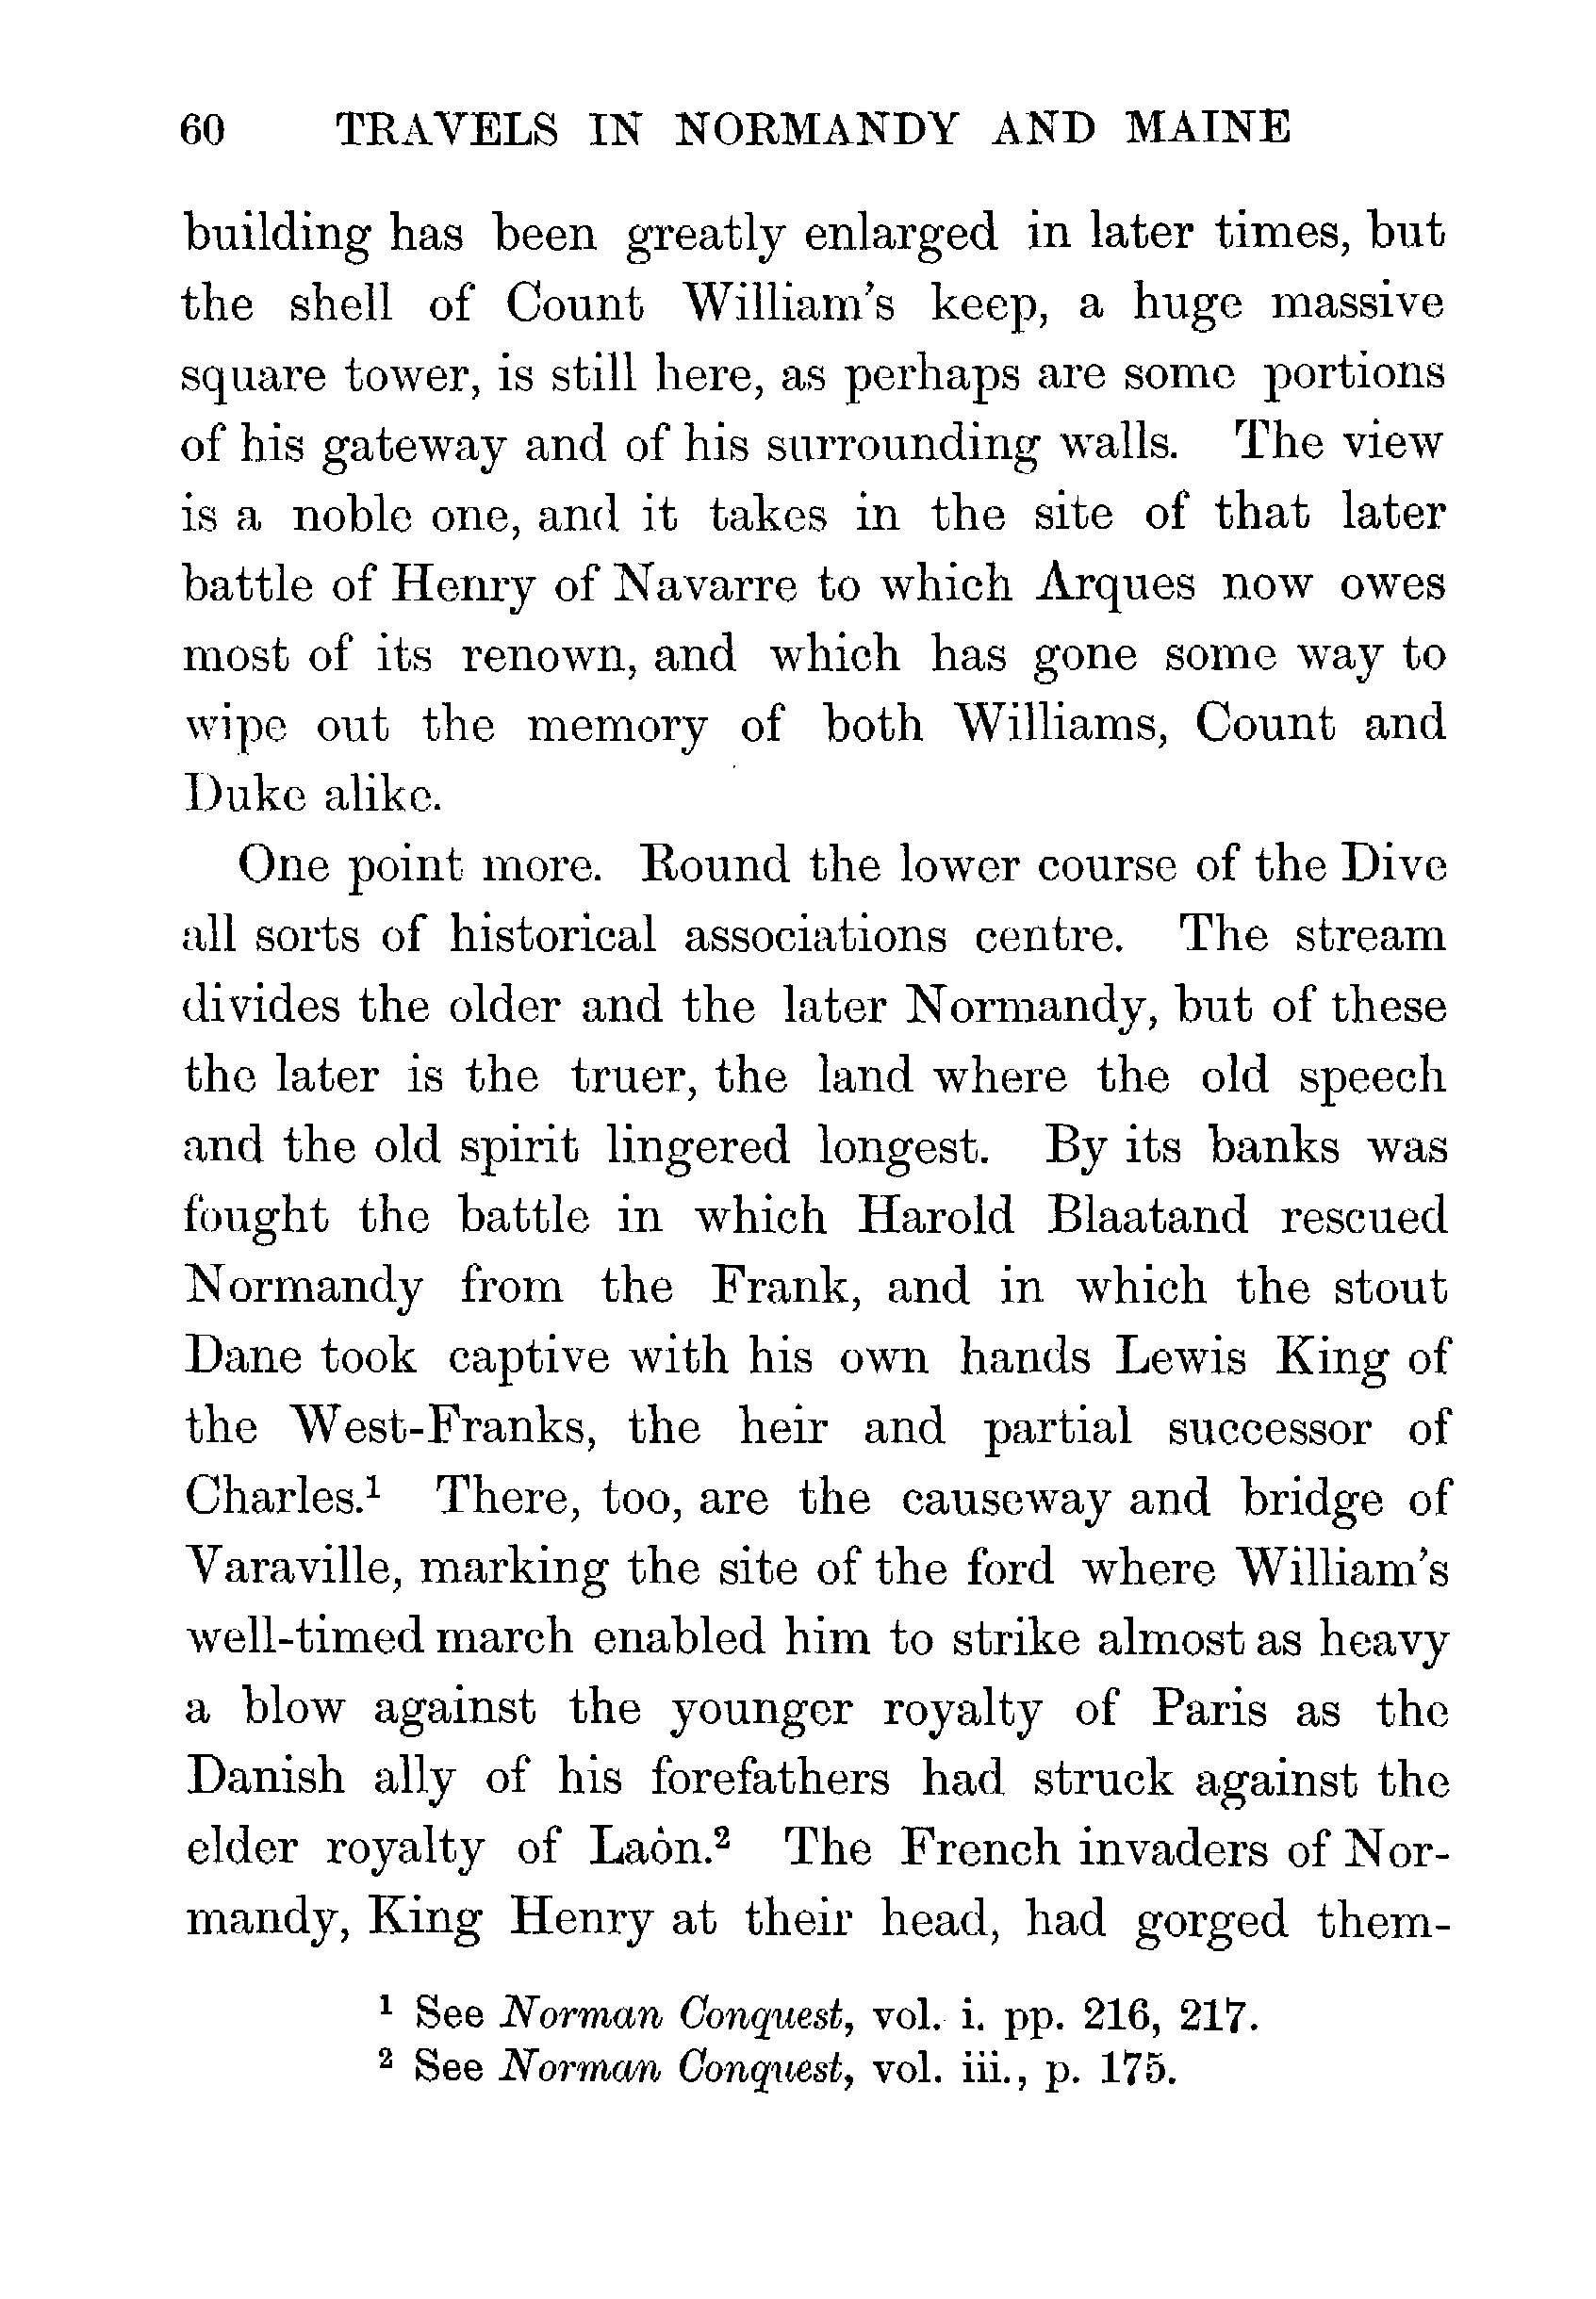 60 TRAVELS IN NORMANDY AND MAINE
building has been greatly enlarged in later times, but
the shell of Count William's keep, a huge massive
square tower, is still here, as perhaps are some portions
of his gateway and of his surrounding walls. The view
is a noble one, and it takes in the site of that later
battle of Henry of Navarre to which Arques now owes
most of its renown, and which has gone some way to
wipe out the memory of both Williams, Count and
Duke alike.
One point more. Round the lower course of the Dive
all sorts of historical associations centre. The stream
divides the older and the later Normandy, but of these
the later is the truer, the land where the old speech
and the old spirit lingered longest. By its banks was
fought the battle in which Harold Blaatand rescued
Normandy from the Frank, and in which the stout
Dane took captive with his own hands Lewis King of
the West-Franks, the heir and partial successor of
Charles.¹ There, too, are the causeway and bridge of
Varaville, marking the site of the ford where William's
well-timed march enabled him to strike almost as heavy
a blow against the younger royalty of Paris as the
Danish ally of his forefathers had struck against the
elder royalty of Laòn.² The French invaders of Nor-
mandy, King Henry at their head, had gorged them-
¹ See Norman Conquest, vol. i. pp. 216, 217.
² See Norman Conquest, vol. iii., p. 175.